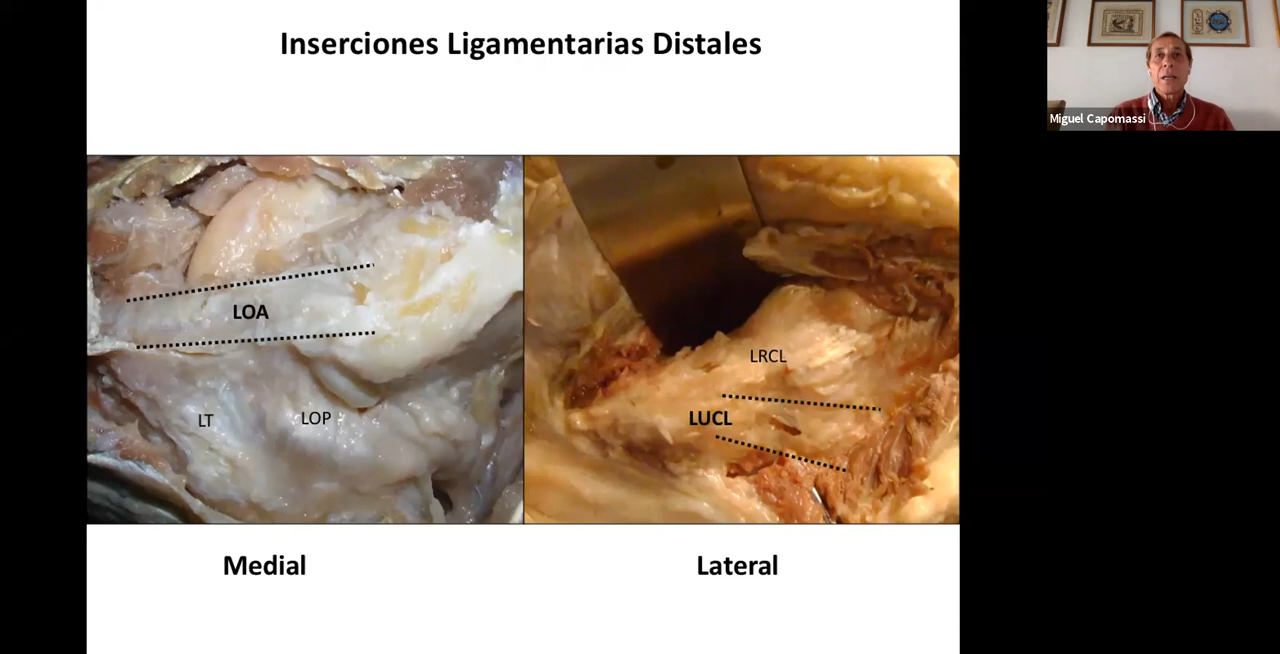 Inserciones Ligamentarias Distales
Miguel Capomassi
LOA
LT
LOP
LRCL
LUCL
Medial
Lateral